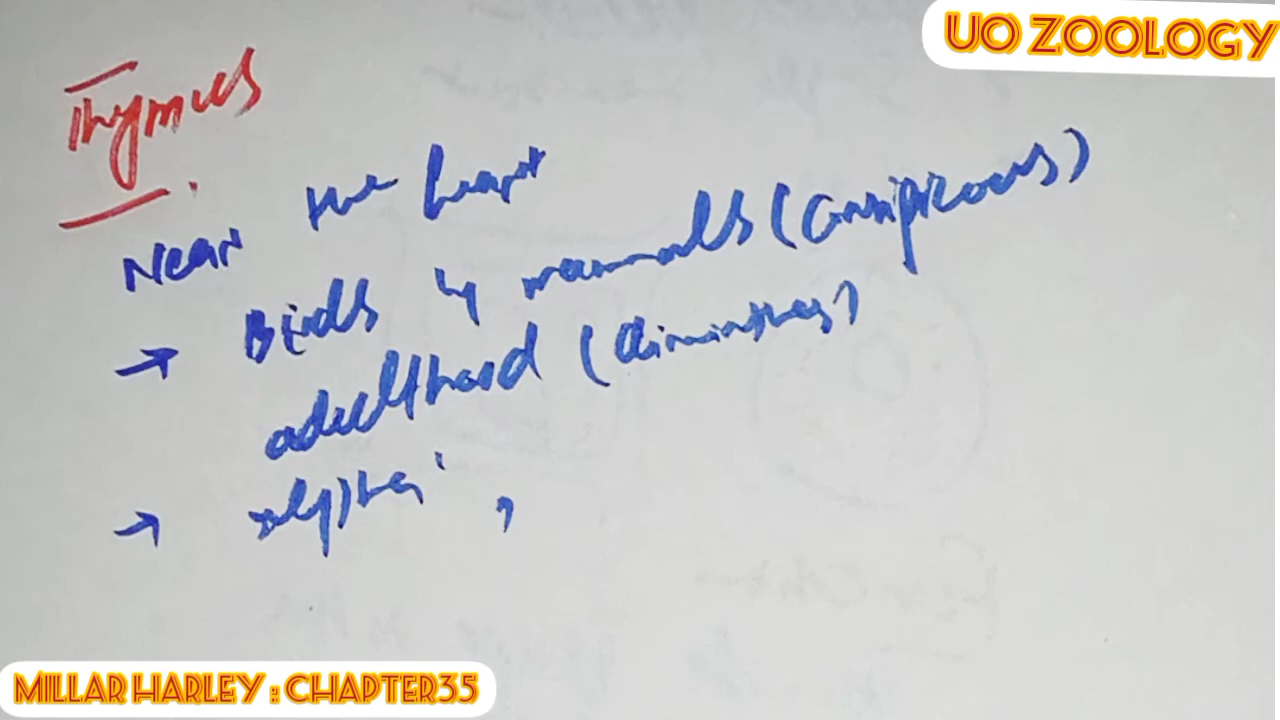 UO ZOOLOGY
Thymus
Near the heart
→ Birds & mammals (conspicuous)
adulthood (diminishes)
→
MILLAR HARLEY : CHAPTER35